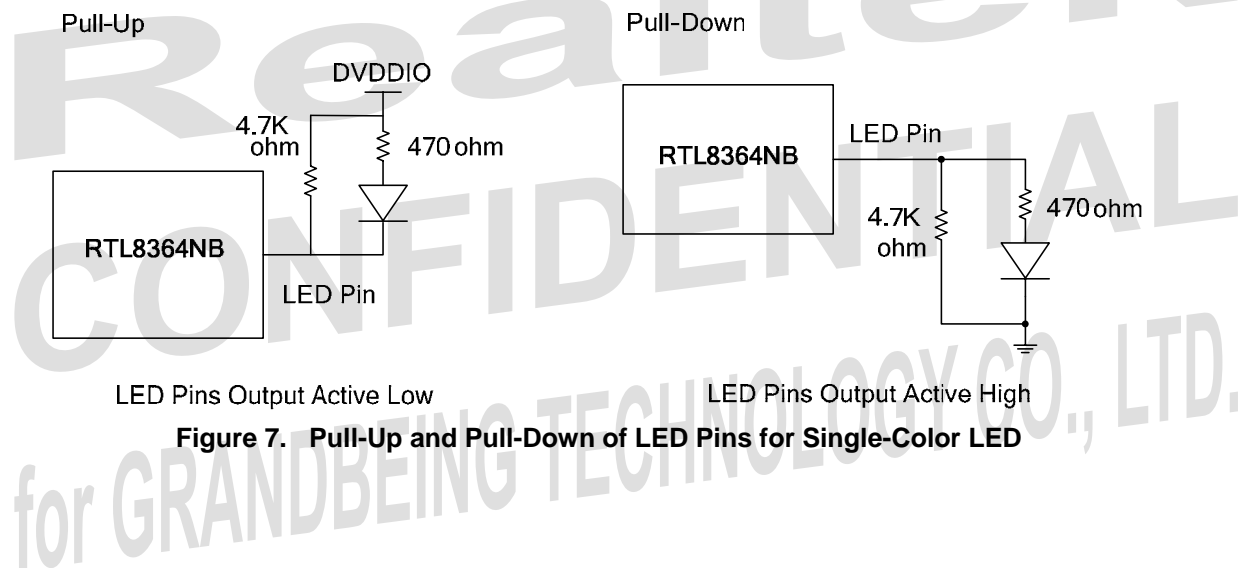 Pull-Up
DVDDIO
4.7K
ohm
470 ohm
RTL8364NB
LED Pin
LED Pins Output Active Low
Pull-Down
RTL8364NB
LED Pin
4.7K
ohm
470 ohm
LED Pins Output Active High
Figure 7. Pull-Up and Pull-Down of LED Pins for Single-Color LED
Realtek
CONFIDENTIAL
for GRANDBEING TECHNOLOGY CO., LTD.